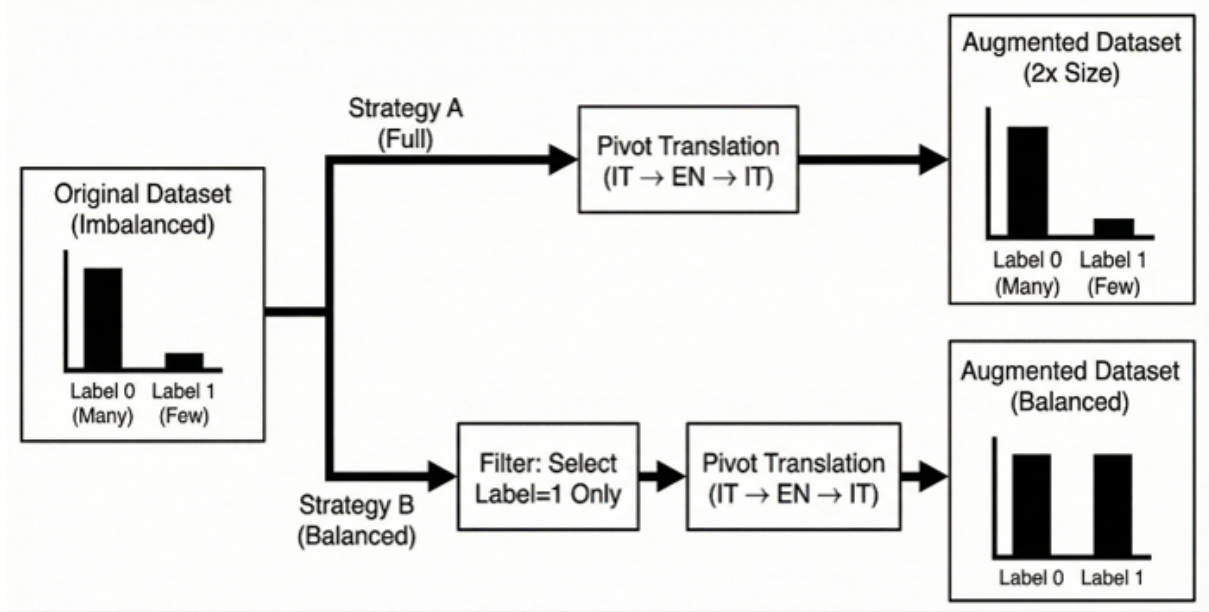 Original Dataset
(Imbalanced)
Label 0
(Many)
Label 1
(Few)
Strategy A
(Full)
Pivot Translation
(IT → EN → IT)
Augmented Dataset
(2x Size)
Label 0
(Many)
Label 1
(Few)
Strategy B
(Balanced)
Filter: Select
Label=1 Only
Pivot Translation
(IT → EN → IT)
Augmented Dataset
(Balanced)
Label 0
Label 1